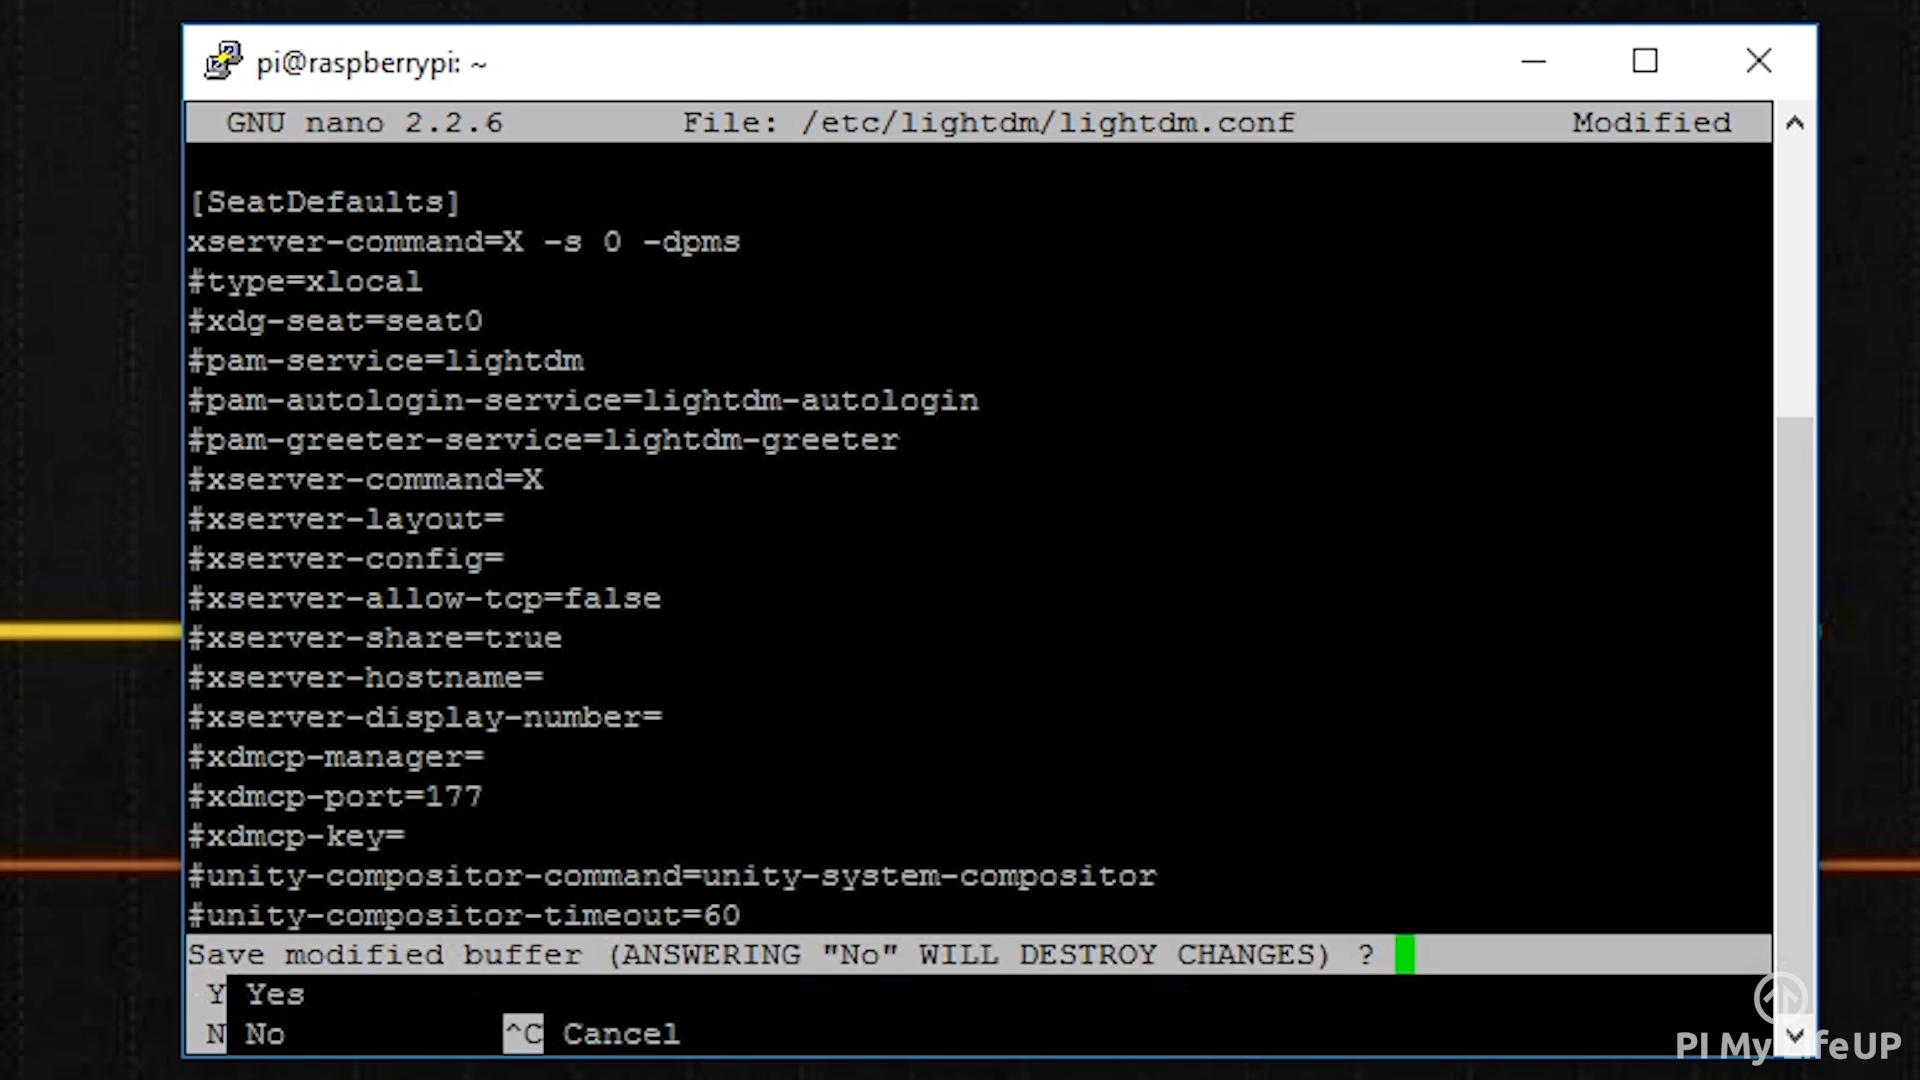 pi@raspberrypi: ~
GNU nano 2.2.6 File: /etc/lightdm/lightdm.conf Modified
[SeatDefaults]
xserver-command=X -s 0 -dpms
#type=xlocal
#xdg-seat=seat0
#pam-service=lightdm
#pam-autologin-service=lightdm-autologin
#pam-greeter-service=lightdm-greeter
#xserver-command=X
#xserver-layout=
#xserver-config=
#xserver-allow-tcp=false
#xserver-share=true
#xserver-hostname=
#xserver-display-number=
#xdmcp-manager=
#xdmcp-port=177
#xdmcp-key=
#unity-compositor-command=unity-system-compositor
#unity-compositor-timeout=60
Save modified buffer (ANSWERING "No" WILL DESTROY CHANGES) ?
Y Yes
N No ^C Cancel
PI My LifeUP